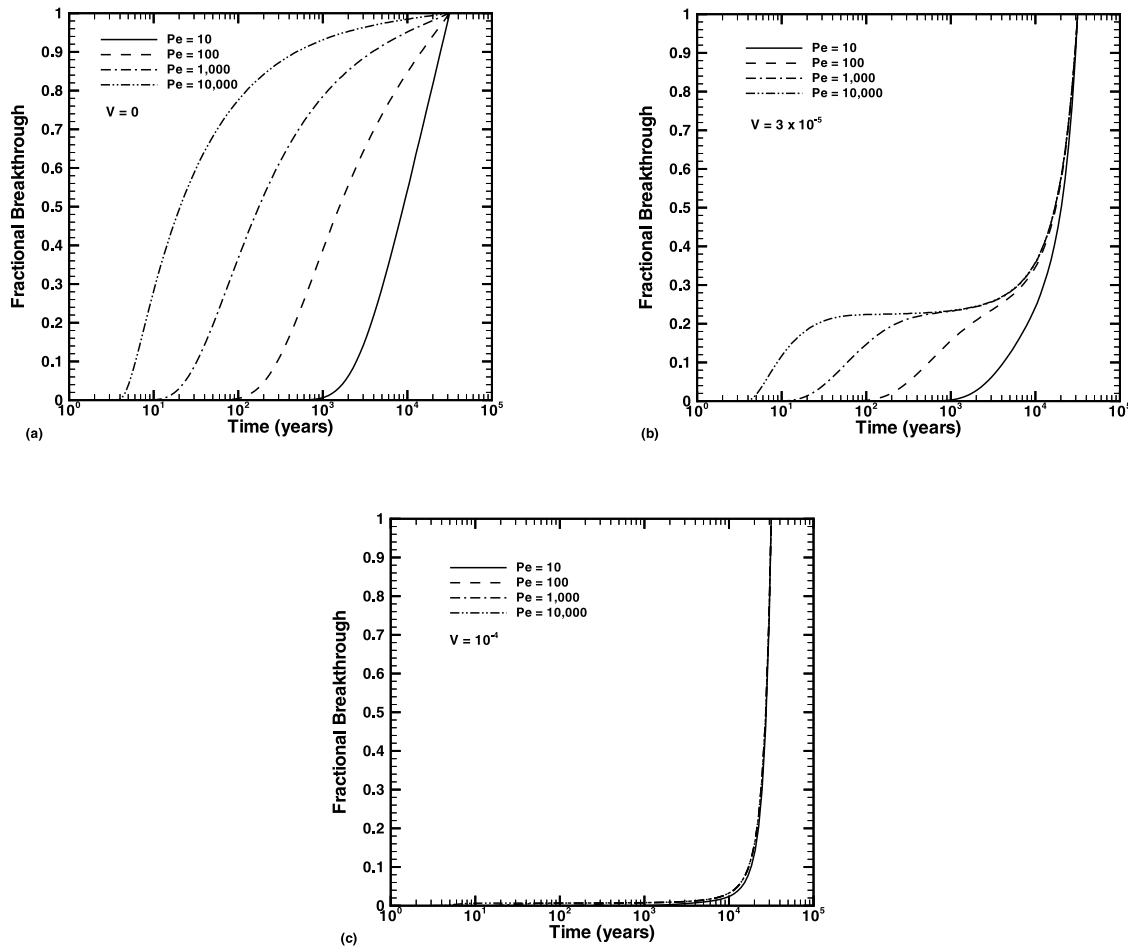 Pe = 10
Pe = 100
Pe = 1,000
Pe = 10,000
V = 0
Fractional Breakthrough
1
0.9
0.8
0.7
0.6
0.5
0.4
0.3
0.2
0.1
0
10⁰ 10¹ 10² 10³ 10⁴ 10⁵
Time (years)
(a)
Pe = 10
Pe = 100
Pe = 1,000
Pe = 10,000
V = 3 x 10⁻⁵
Fractional Breakthrough
1
0.9
0.8
0.7
0.6
0.5
0.4
0.3
0.2
0.1
0
10⁰ 10¹ 10² 10³ 10⁴ 10⁵
Time (years)
(b)
Pe = 10
Pe = 100
Pe = 1,000
Pe = 10,000
V = 10⁻⁴
Fractional Breakthrough
1
0.9
0.8
0.7
0.6
0.5
0.4
0.3
0.2
0.1
0
10⁰ 10¹ 10² 10³ 10⁴ 10⁵
Time (years)
(c)